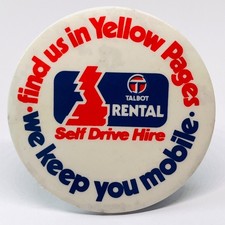 · find us in Yellow Pages ·
TALBOT
RENTAL
Self Drive Hire
we keep you mobile